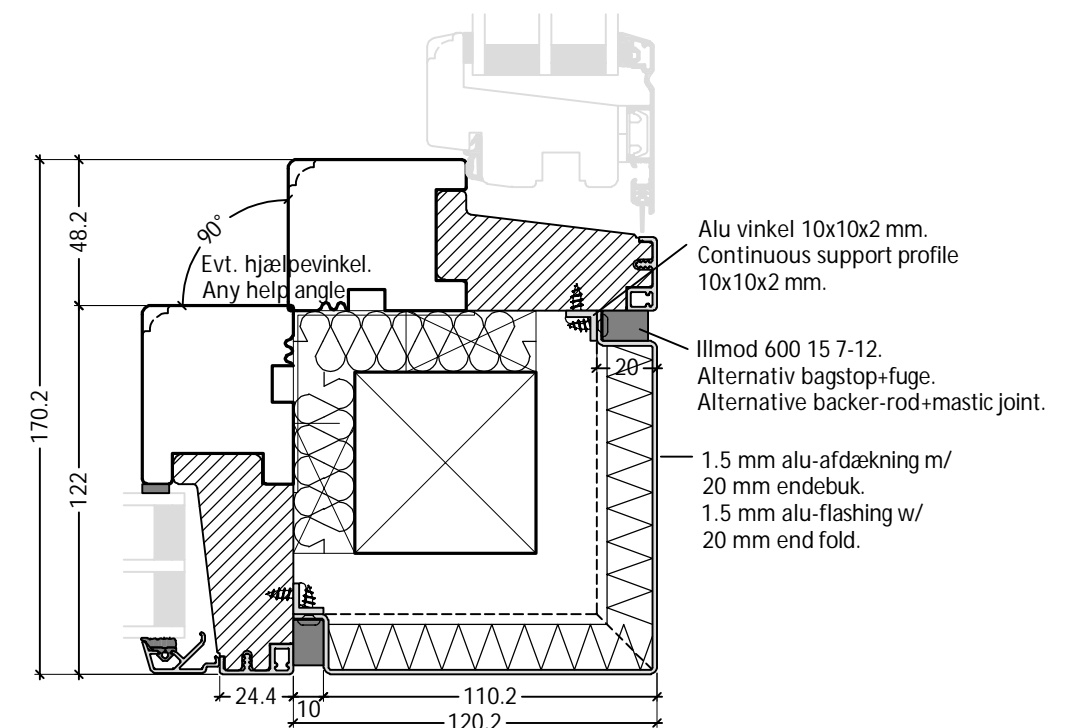 48.2
90°
Evt. hjælpevinkel.
Any help angle
Alu vinkel 10x10x2 mm.
Continuous support profile
10x10x2 mm.
Illmod 600 15 7-12.
Alternativ bagstop+fuge.
Alternative backer-rod+mastic joint.
20
170.2
122
1.5 mm alu-afdækning m/
20 mm endebuk.
1.5 mm alu-flashing w/
20 mm end fold.
24.4
10
110.2
120.2